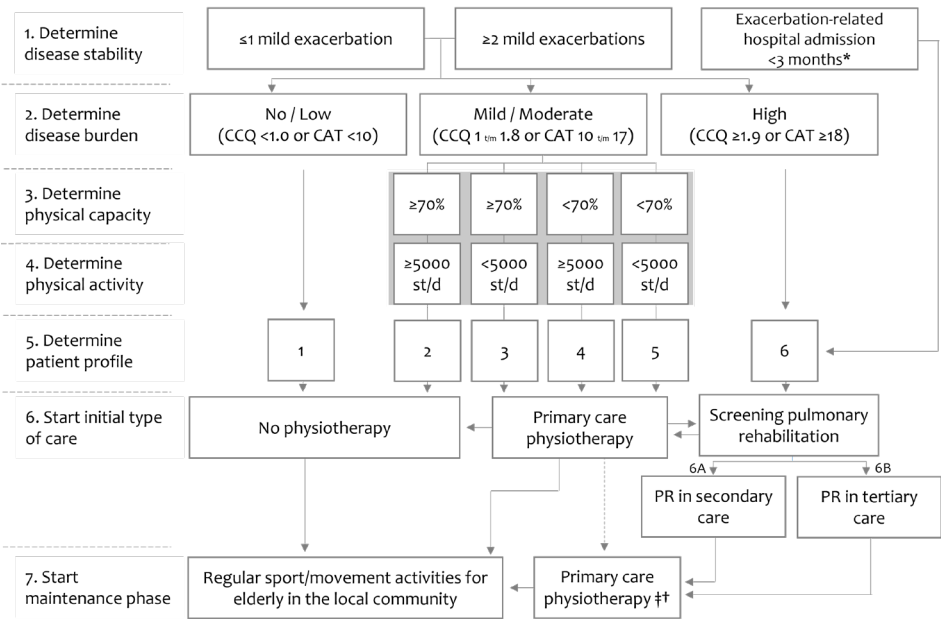 1. Determine
disease stability
≤1 mild exacerbation
≥2 mild exacerbations
Exacerbation-related
hospital admission
<3 months*
2. Determine
disease burden
No / Low
(CCQ <1.0 or CAT <10)
Mild / Moderate
(CCQ 1 t/m 1.8 or CAT 10 t/m 17)
High
(CCQ ≥1.9 or CAT ≥18)
3. Determine
physical capacity
≥70%
≥70%
<70%
<70%
4. Determine
physical activity
≥5000
st/d
<5000
st/d
≥5000
st/d
<5000
st/d
5. Determine
patient profile
1
2
3
4
5
6
6. Start initial type
of care
No physiotherapy
Primary care
physiotherapy
Screening pulmonary
rehabilitation
6A
6B
PR in secondary
care
PR in tertiary
care
7. Start
maintenance phase
Regular sport/movement activities for
elderly in the local community
Primary care
physiotherapy ‡†